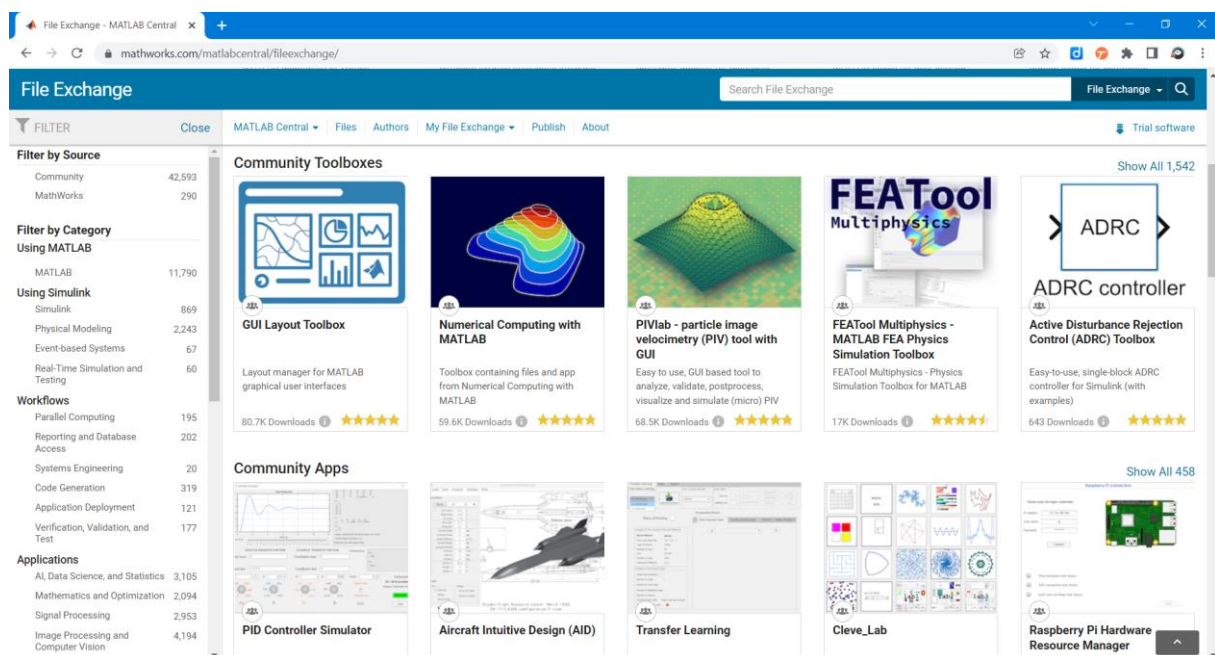 File Exchange - MATLAB Central
mathworks.com/matlabcentral/fileexchange/
File Exchange
Search File Exchange
File Exchange
FILTER
Close
MATLAB Central
Files
Authors
My File Exchange
Publish
About
Trial software
Filter by Source
Community 42,593
MathWorks 290
Filter by Category
Using MATLAB
MATLAB 11,790
Using Simulink
Simulink 869
Physical Modeling 2,243
Event-based Systems 67
Real-Time Simulation and 60
Testing
Workflows
Parallel Computing 195
Reporting and Database 202
Access
Systems Engineering 20
Code Generation 319
Application Deployment 121
Verification, Validation, and 177
Test
Applications
AI, Data Science, and Statistics 3,105
Mathematics and Optimization 2,094
Signal Processing 2,953
Image Processing and 4,194
Computer Vision
Community Toolboxes
Show All 1,542
GUI Layout Toolbox
Layout manager for MATLAB
graphical user interfaces
80.7K Downloads
Numerical Computing with
MATLAB
Toolbox containing files and app
from Numerical Computing with
MATLAB
59.6K Downloads
PIVlab - particle image
velocimetry (PIV) tool with
GUI
Easy to use, GUI based tool to
analyze, validate, postprocess,
visualize and simulate (micro) PIV
68.5K Downloads
FEATool
Multiphysics
FEATool Multiphysics -
MATLAB FEA Physics
Simulation Toolbox
FEATool Multiphysics - Physics
Simulation Toolbox for MATLAB
17K Downloads
ADRC
ADRC controller
Active Disturbance Rejection
Control (ADRC) Toolbox
Easy-to-use, single-block ADRC
controller for Simulink (with
examples)
643 Downloads
Community Apps
Show All 458
PID Controller Simulator
Aircraft Intuitive Design (AID)
Transfer Learning
Cleve_Lab
Raspberry Pi Connection
Raspberry Pi Hardware
Resource Manager